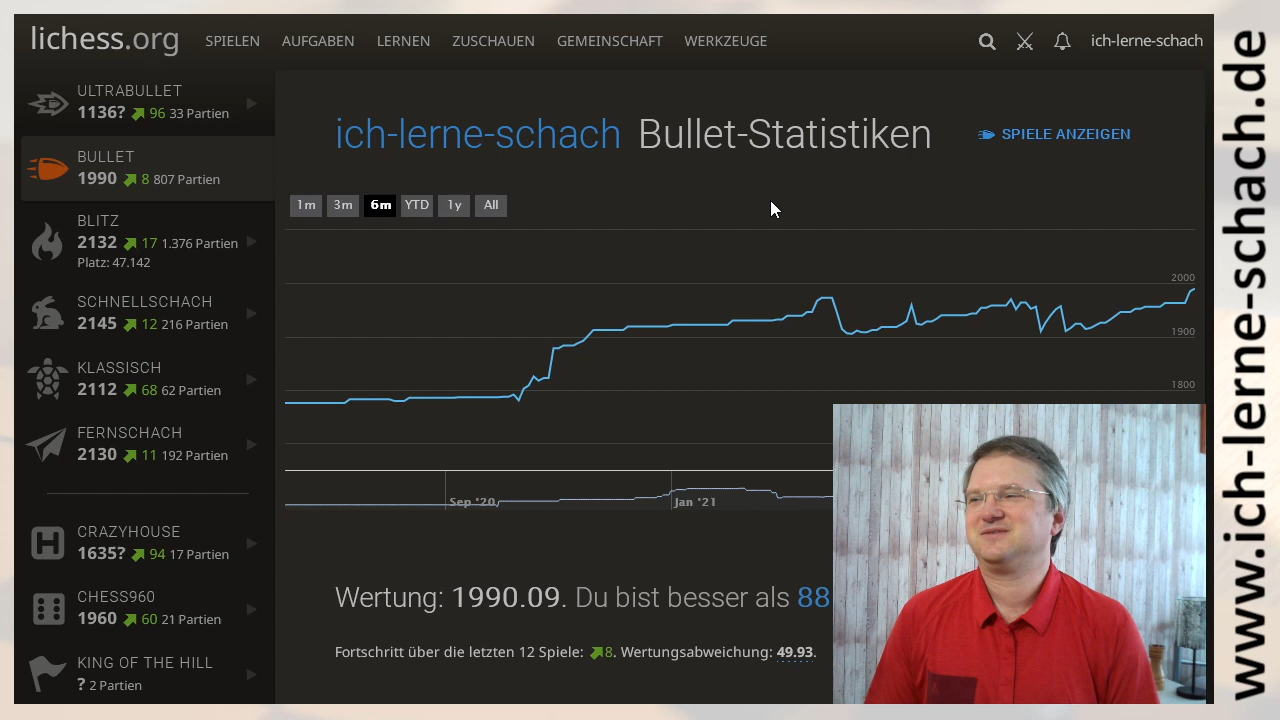 lichess.org SPIELEN AUFGABEN LERNEN ZUSCHAUEN GEMEINSCHAFT WERKZEUGE ich-lerne-schach
ULTRABULLET
1136? 96 33 Partien
BULLET
1990 8 807 Partien
BLITZ
2132 17 1.376 Partien
Platz: 47.142
SCHNELLSCHACH
2145 12 216 Partien
KLASSISCH
2112 68 62 Partien
FERNSCHACH
2130 11 192 Partien
CRAZYHOUSE
1635? 94 17 Partien
CHESS960
1960 60 21 Partien
KING OF THE HILL
? 2 Partien
ich-lerne-schach Bullet-Statistiken
SPIELE ANZEIGEN
1m 3m 6m YTD 1y All
2000
1900
1800
Sep '20 Jan '21
Wertung: 1990.09. Du bist besser als 88
Fortschritt über die letzten 12 Spiele: 8. Wertungsabweichung: 49.93.
www.ich-lerne-schach.de